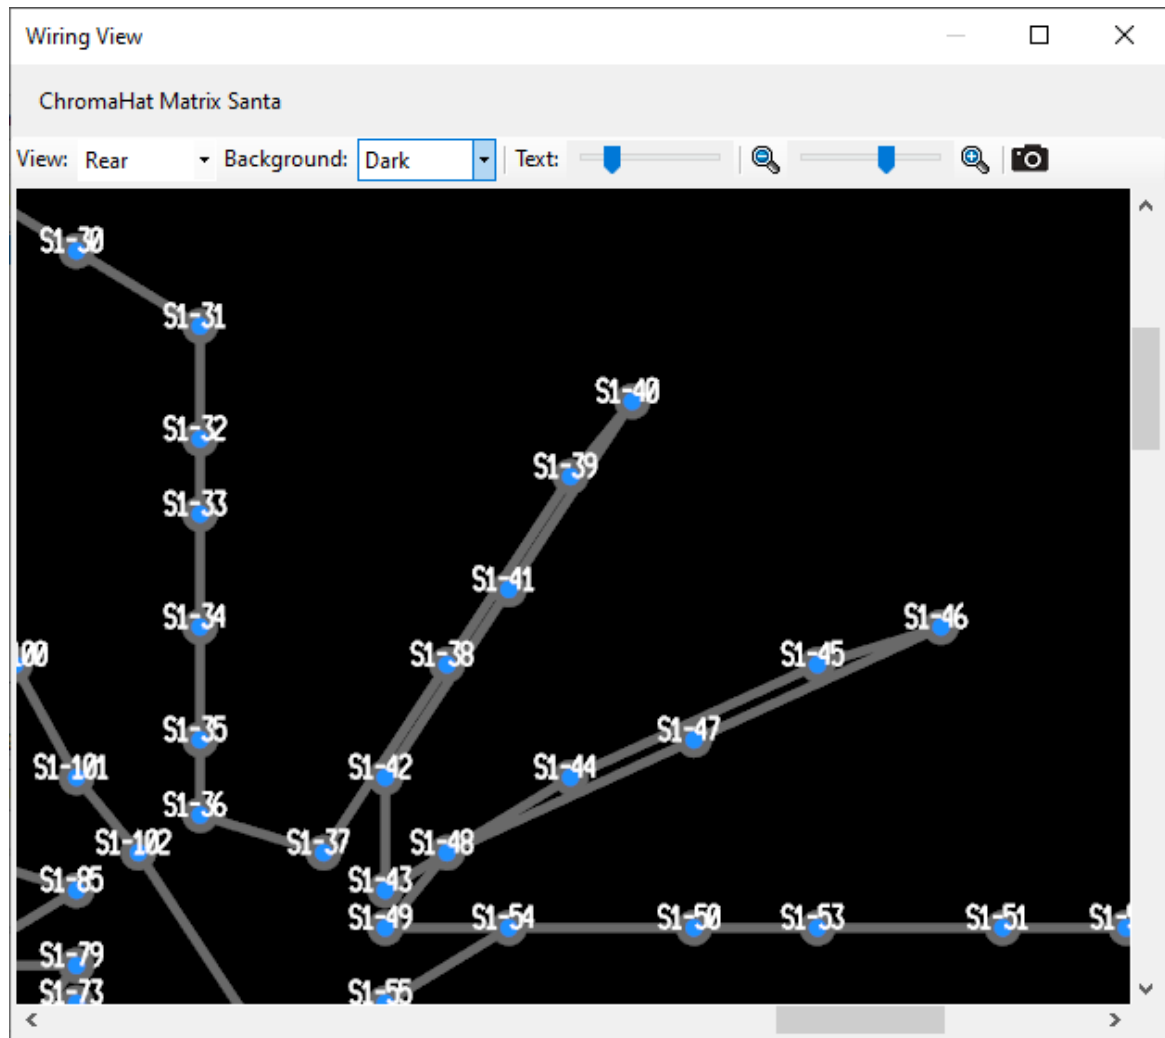 Wiring View
ChromaHat Matrix Santa
View: Rear Background: Dark Text:
S1-30
S1-31
S1-40
S1-32
S1-39
S1-33
S1-41
S1-34
S1-46
100
S1-38
S1-45
S1-35
S1-47
S1-101
S1-42
S1-44
S1-36
S1-102
S1-37
S1-48
S1-85
S1-43
S1-49
S1-54
S1-50
S1-53
S1-51
S1-79
S1-73
S1-55